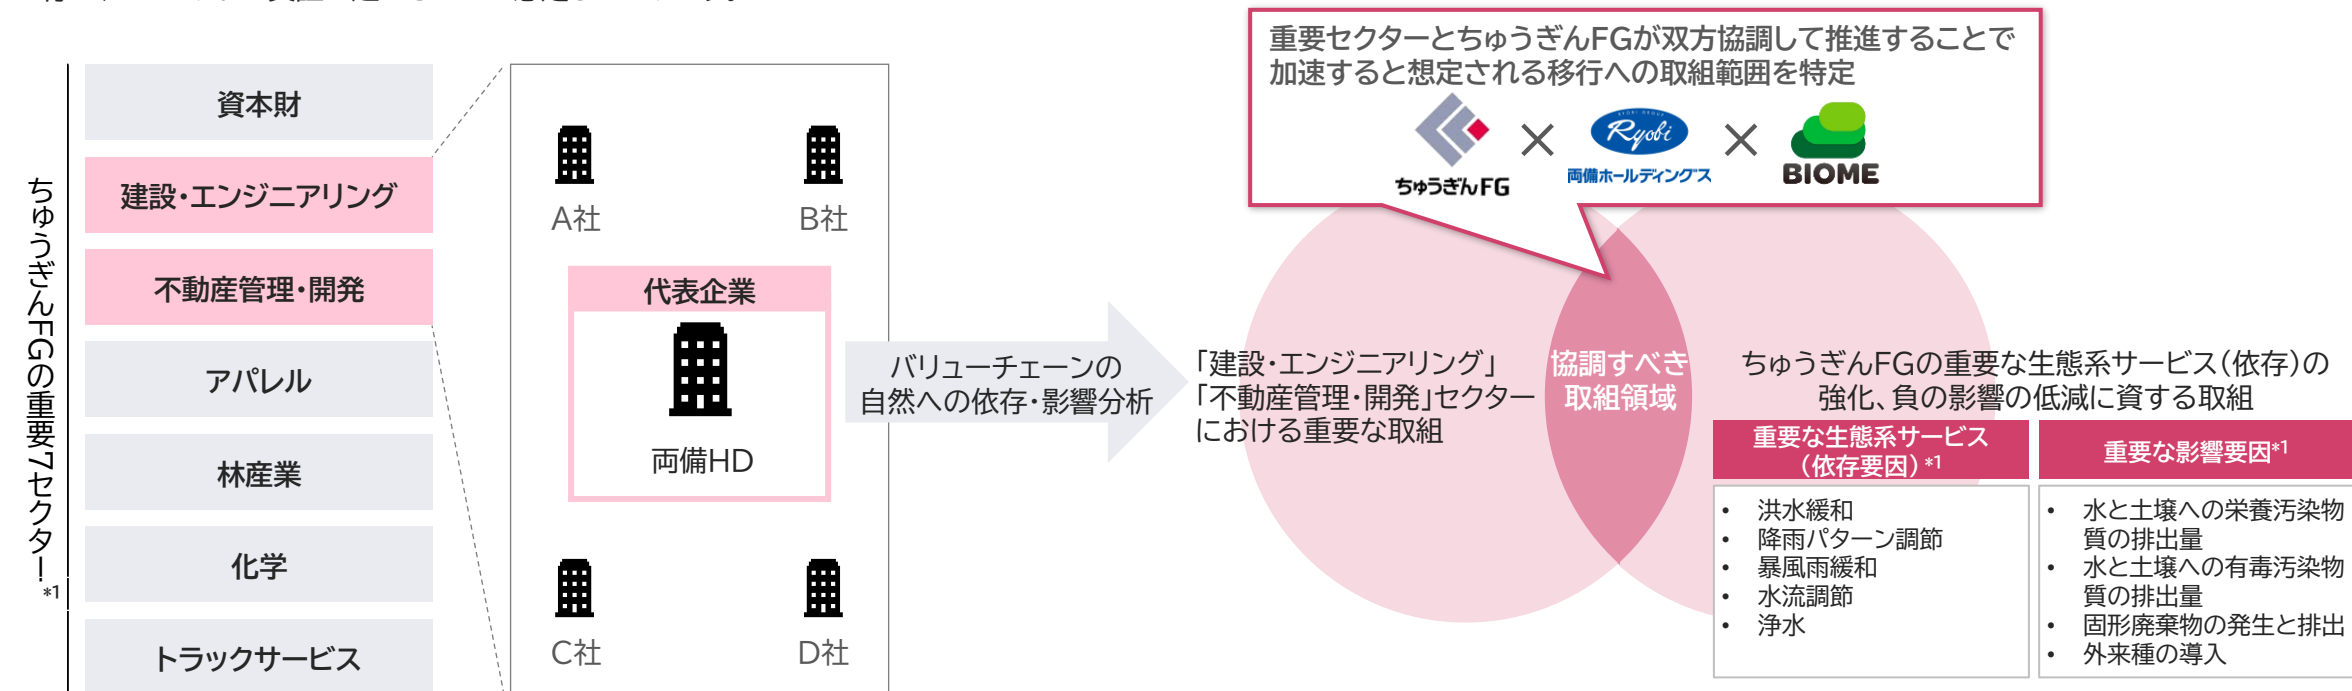 ちゅうぎんFGの重要7セクター*1
資本財
建設・エンジニアリング
不動産管理・開発
アパレル
林産業
化学
トラックサービス
A社
B社
代表企業
両備HD
C社
D社
バリューチェーンの
自然への依存・影響分析
重要セクターとちゅうぎんFGが双方協調して推進することで
加速すると想定される移行への取組範囲を特定
ちゅうぎんFG
×
RYOBI GROUP
Ryobi
両備ホールディングス
×
BIOME
「建設・エンジニアリング」
「不動産管理・開発」セクター
における重要な取組
協調すべき
取組領域
ちゅうぎんFGの重要な生態系サービス（依存）の
強化、負の影響の低減に資する取組
重要な生態系サービス
（依存要因）*1
• 洪水緩和
• 降雨パターン調節
• 暴風雨緩和
• 水流調節
• 浄水
重要な影響要因*1
• 水と土壌への栄養汚染物
質の排出量
• 水と土壌への有毒汚染物
質の排出量
• 固形廃棄物の発生と排出
• 外来種の導入